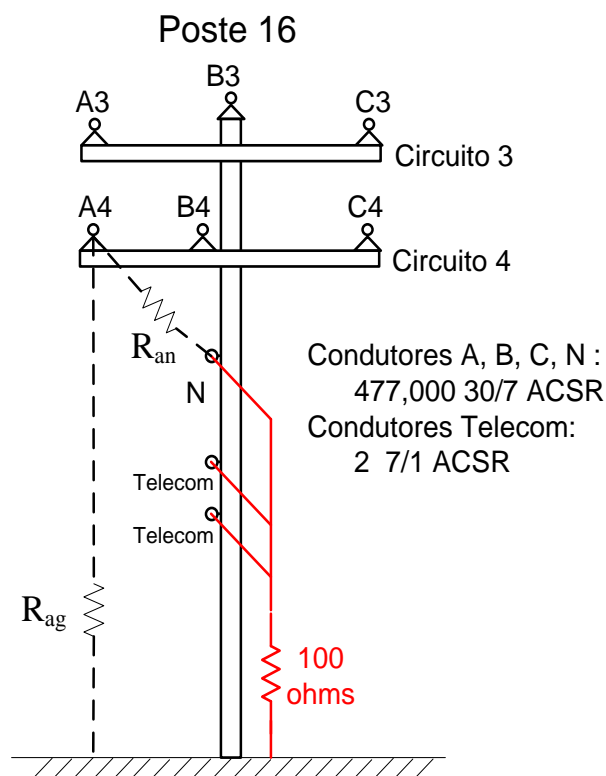 Poste 16
B3
A3
C3
Circuito 3
A4
B4
C4
Circuito 4
Ran
N
Condutores A, B, C, N :
477,000 30/7 ACSR
Condutores Telecom:
2  7/1 ACSR
Telecom
Telecom
Rag
100
ohms